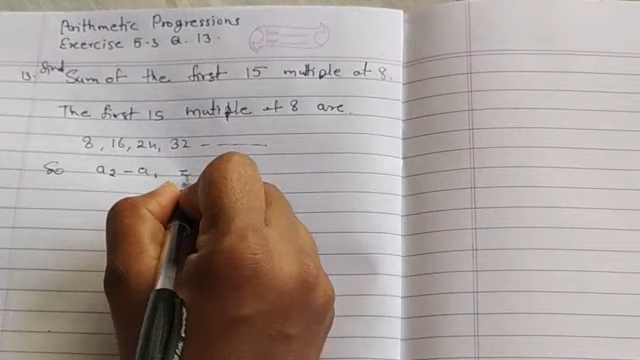 Arithmetic Progressions
Exercise 5.3 Q. 13.
13. Find Sum of the first 15 multiple of 8.
The first 15 mutiple of 8 are
8, 16, 24, 32 - ———.
So a₂ - a₁ =